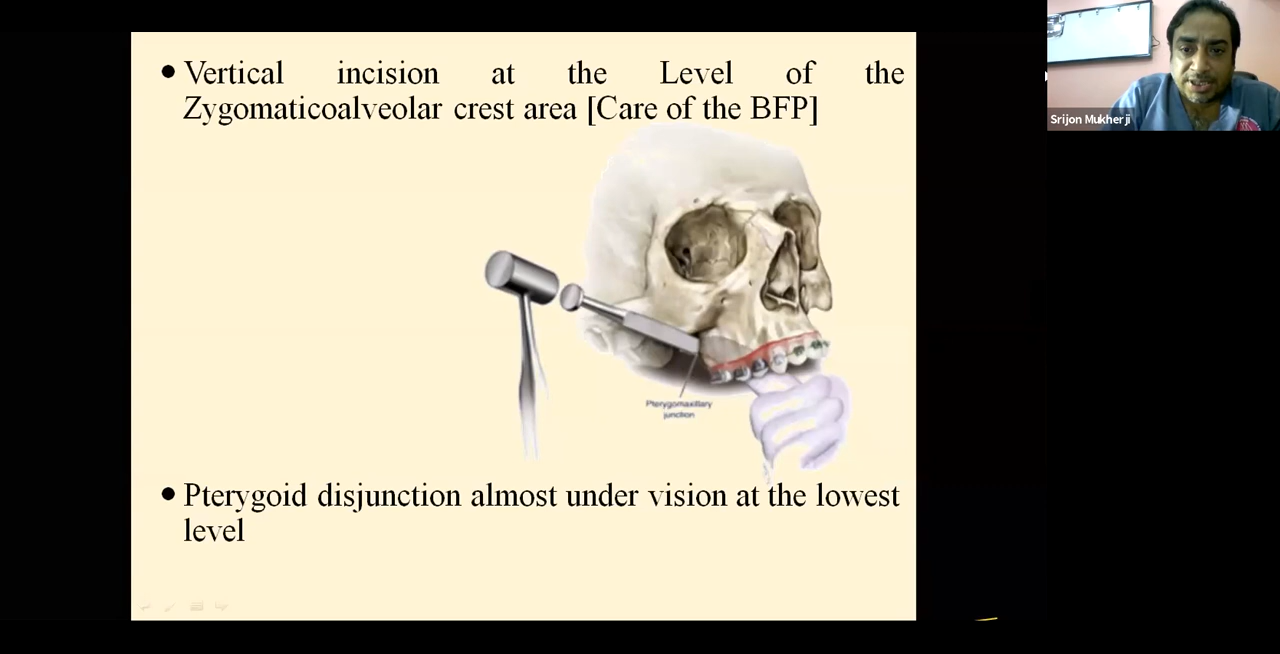 • Vertical incision at the Level of the
Zygomaticoalveolar crest area [Care of the BFP]
Pterygomaxillary
junction
• Pterygoid disjunction almost under vision at the lowest
level
Srijon Mukherji